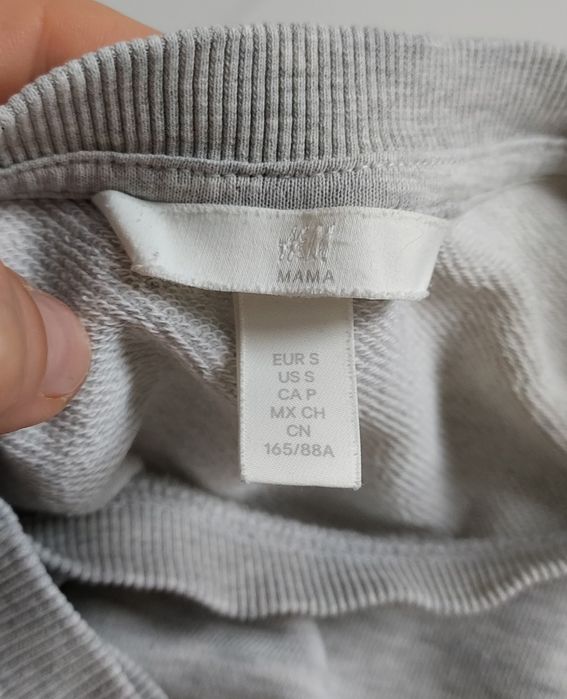 H&M
MAMA
EUR S
US S
CA P
MX CH
CN
165/88A